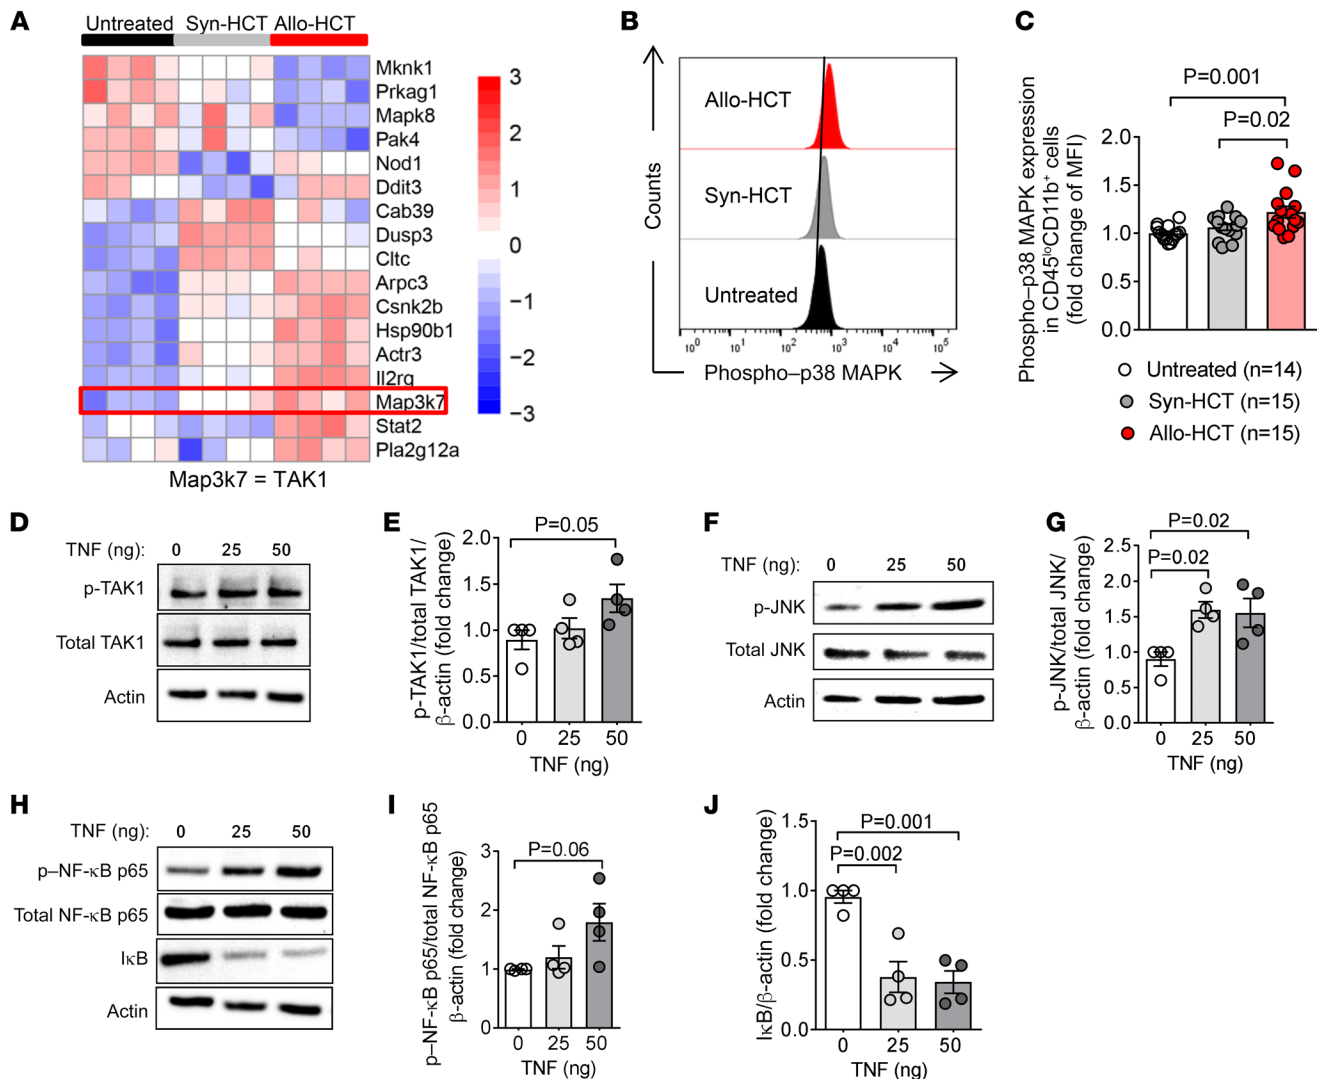 A
Untreated Syn-HCT Allo-HCT
Mknk1
Prkag1
Mapk8
Pak4
Nod1
Ddit3
Cab39
Dusp3
Cltc
Arpc3
Csnk2b
Hsp90b1
Actr3
Il2rg
Map3k7
Stat2
Pla2g12a
3
2
1
0
−1
−2
−3
Map3k7 = TAK1
B
Counts
Allo-HCT
Syn-HCT
Untreated
10⁰ 10¹ 10² 10³ 10⁴ 10⁵
Phospho–p38 MAPK
C
Phospho–p38 MAPK expression
in CD45ˡᵒCD11b⁺ cells
(fold change of MFI)
P=0.001
P=0.02
2.0
1.5
1.0
0.5
0.0
Untreated (n=14)
Syn-HCT (n=15)
Allo-HCT (n=15)
D
TNF (ng): 0 25 50
p-TAK1
Total TAK1
Actin
E
p-TAK1/total TAK1/
β-actin (fold change)
P=0.05
2.0
1.5
1.0
0.5
0.0
0 25 50
TNF (ng)
F
TNF (ng): 0 25 50
p-JNK
Total JNK
Actin
G
p-JNK/total JNK/
β-actin (fold change)
P=0.02
P=0.02
2.5
2.0
1.5
1.0
0.5
0.0
0 25 50
TNF (ng)
H
TNF (ng): 0 25 50
p–NF-κB p65
Total NF-κB p65
IκB
Actin
I
p–NF-κB p65/total NF-κB p65
β-actin (fold change)
P=0.06
3
2
1
0
0 25 50
TNF (ng)
J
IκB/β-actin (fold change)
P=0.001
P=0.002
1.5
1.0
0.5
0.0
0 25 50
TNF (ng)